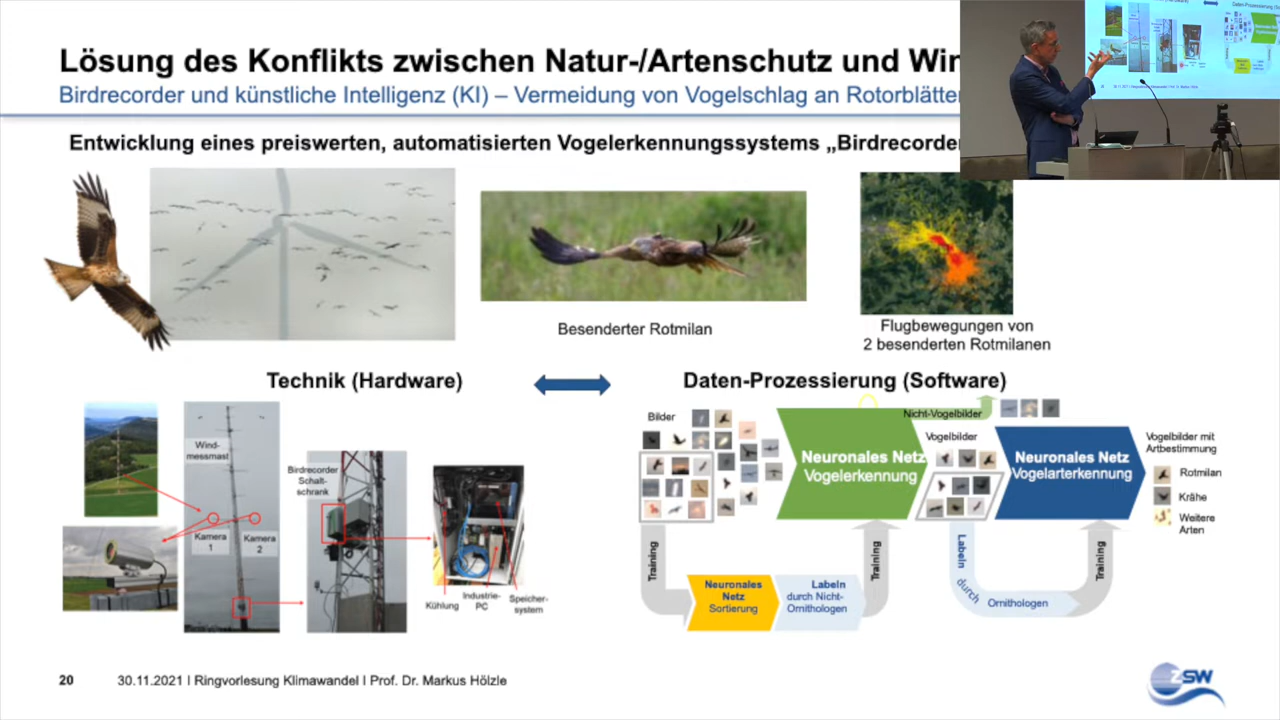 Lösung des Konflikts zwischen Natur-/Artenschutz und Win
Birdrecorder und künstliche Intelligenz (KI) – Vermeidung von Vogelschlag an Rotorblätte
Entwicklung eines preiswerten, automatisierten Vogelerkennungssystems „Birdrecorde
Besenderter Rotmilan
Flugbewegungen von
2 besenderten Rotmilanen
Technik (Hardware)
Wind-
messmast
Kamera
1
Kamera
2
Birdrecorder
Schalt-
schrank
Kühlung
Industrie-
PC
Speicher-
system
Daten-Prozessierung (Software)
Bilder
Nicht-Vogelbilder
Neuronales Netz
Vogelerkennung
Vogelbilder
Neuronales Netz
Vogelarterkennung
Vogelbilder mit
Artbestimmung
Rotmilan
Krähe
Weitere
Arten
Training
Neuronales
Netz
Sortierung
Labeln
durch Nicht-
Ornithologen
Training
Labeln
durch
Ornithologen
Training
20 30.11.2021 I Ringvorlesung Klimawandel I Prof. Dr. Markus Hölzle
ZSW